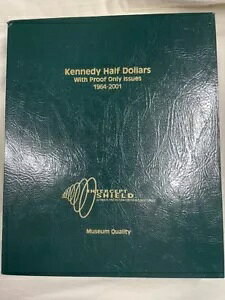 Kennedy Half Dollars
With Proof Only Issues
1964-2001
INTERCEPT
SHIELD
Museum Quality